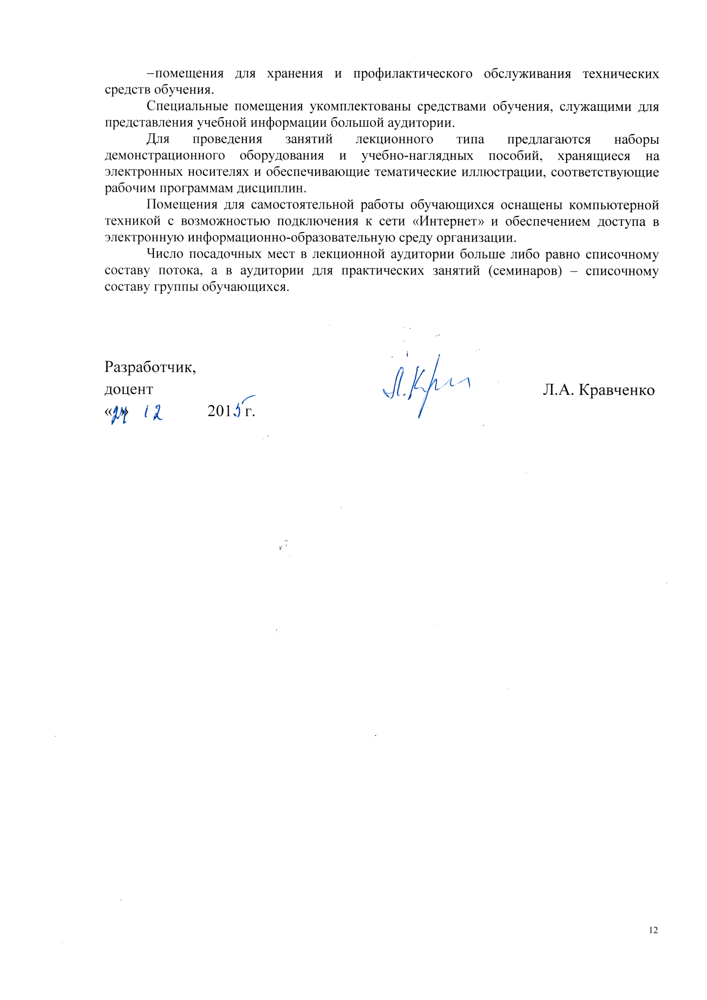 –помещения для хранения и профилактического обслуживания технических
средств обучения.
Специальные помещения укомплектованы средствами обучения, служащими для
представления учебной информации большой аудитории.
Для проведения занятий лекционного типа предлагаются наборы
демонстрационного оборудования и учебно-наглядных пособий, хранящиеся на
электронных носителях и обеспечивающие тематические иллюстрации, соответствующие
рабочим программам дисциплин.
Помещения для самостоятельной работы обучающихся оснащены компьютерной
техникой с возможностью подключения к сети «Интернет» и обеспечением доступа в
электронную информационно-образовательную среду организации.
Число посадочных мест в лекционной аудитории больше либо равно списочному
составу потока, а в аудитории для практических занятий (семинаров) – списочному
составу группы обучающихся.
Разработчик,
доцент Л.А. Кравченко
«24» 12 2015 г.
12